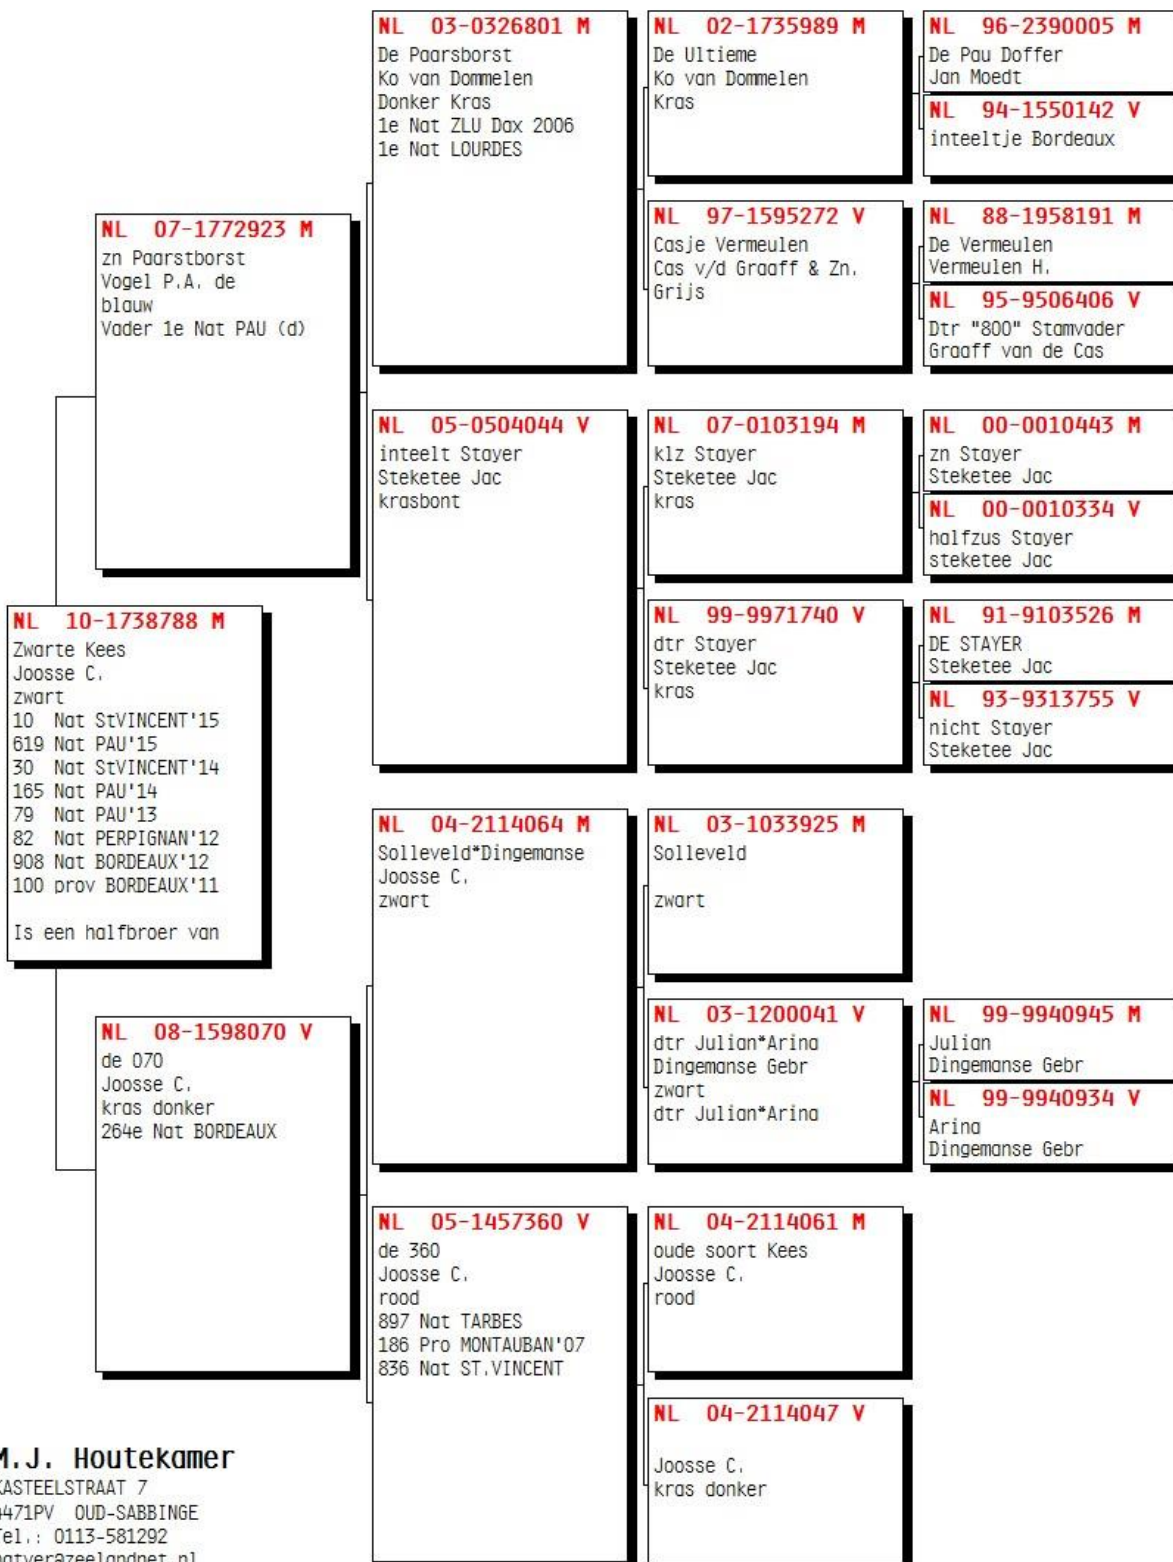 NL 10-1738788 M
Zwarte Kees
Joosse C.
zwart
10 Nat StVINCENT'15
619 Nat PAU'15
30 Nat StVINCENT'14
165 Nat PAU'14
79 Nat PAU'13
82 Nat PERPIGNAN'12
908 Nat BORDEAUX'12
100 prov BORDEAUX'11
Is een halfbroer van
NL 07-1772923 M
zn Paarstborst
Vogel P.A. de
blauw
Vader 1e Nat PAU (d)
NL 08-1598070 V
de 070
Joosse C.
kras donker
264e Nat BORDEAUX
NL 03-0326801 M
De Paarsborst
Ko van Dommelen
Donker Kras
1e Nat ZLU Dax 2006
1e Nat LOURDES
NL 05-0504044 V
inteelt Stayer
Steketee Jac
krasbont
NL 04-2114064 M
Solleveld*Dingemanse
Joosse C.
zwart
NL 05-1457360 V
de 360
Joosse C.
rood
897 Nat TARBES
186 Pro MONTAUBAN'07
836 Nat ST.VINCENT
NL 02-1735989 M
De Ultieme
Ko van Dommelen
Kras
NL 97-1595272 V
Casje Vermeulen
Cas v/d Graaff & Zn.
Grijs
NL 07-0103194 M
klz Stayer
Steketee Jac
kras
NL 99-9971740 V
dtr Stayer
Steketee Jac
kras
NL 03-1033925 M
Solleveld
zwart
NL 03-1200041 V
dtr Julian*Arina
Dingemanse Gebr
zwart
dtr Julian*Arina
NL 04-2114061 M
oude soort Kees
Joosse C.
rood
NL 04-2114047 V
Joosse C.
kras donker
NL 96-2390005 M
De Pau Doffer
Jan Moedt
NL 94-1550142 V
inteeltje Bordeaux
NL 88-1958191 M
De Vermeulen
Vermeulen H.
NL 95-9506406 V
Dtr "800" Stamvader
Graaff van de Cas
NL 00-0010443 M
zn Stayer
Steketee Jac
NL 00-0010334 V
halfzus Stayer
steketee Jac
NL 91-9103526 M
DE STAYER
Steketee Jac
NL 93-9313755 V
nicht Stayer
Steketee Jac
NL 99-9940945 M
Julian
Dingemanse Gebr
NL 99-9940934 V
Arina
Dingemanse Gebr
M.J. Houtekamer
KASTEELSTRAAT 7
4471PV OUD-SABBINGE
Tel.: 0113-581292